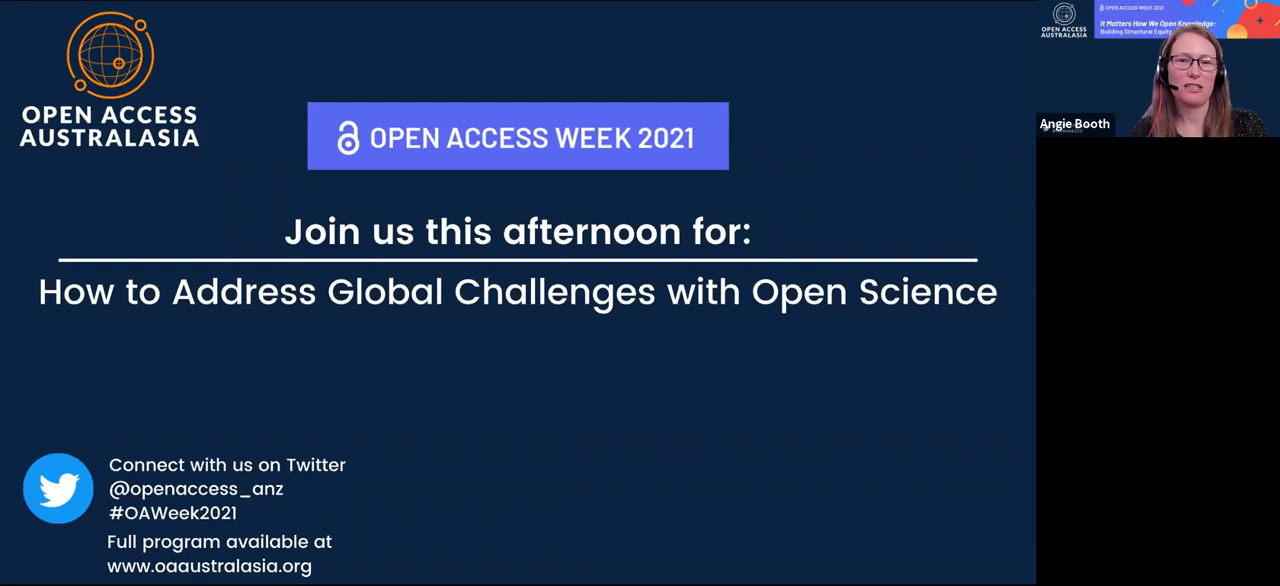 OPEN ACCESS
AUSTRALASIA
OPEN ACCESS WEEK 2021
Join us this afternoon for:
How to Address Global Challenges with Open Science
Connect with us on Twitter
@openaccess_anz
#OAWeek2021
Full program available at
www.oaaustralasia.org
OPEN ACCESS
AUSTRALASIA
OPEN ACCESS WEEK 2021
It Matters How We Open Knowledge:
Building Structural Equity
Angie Booth